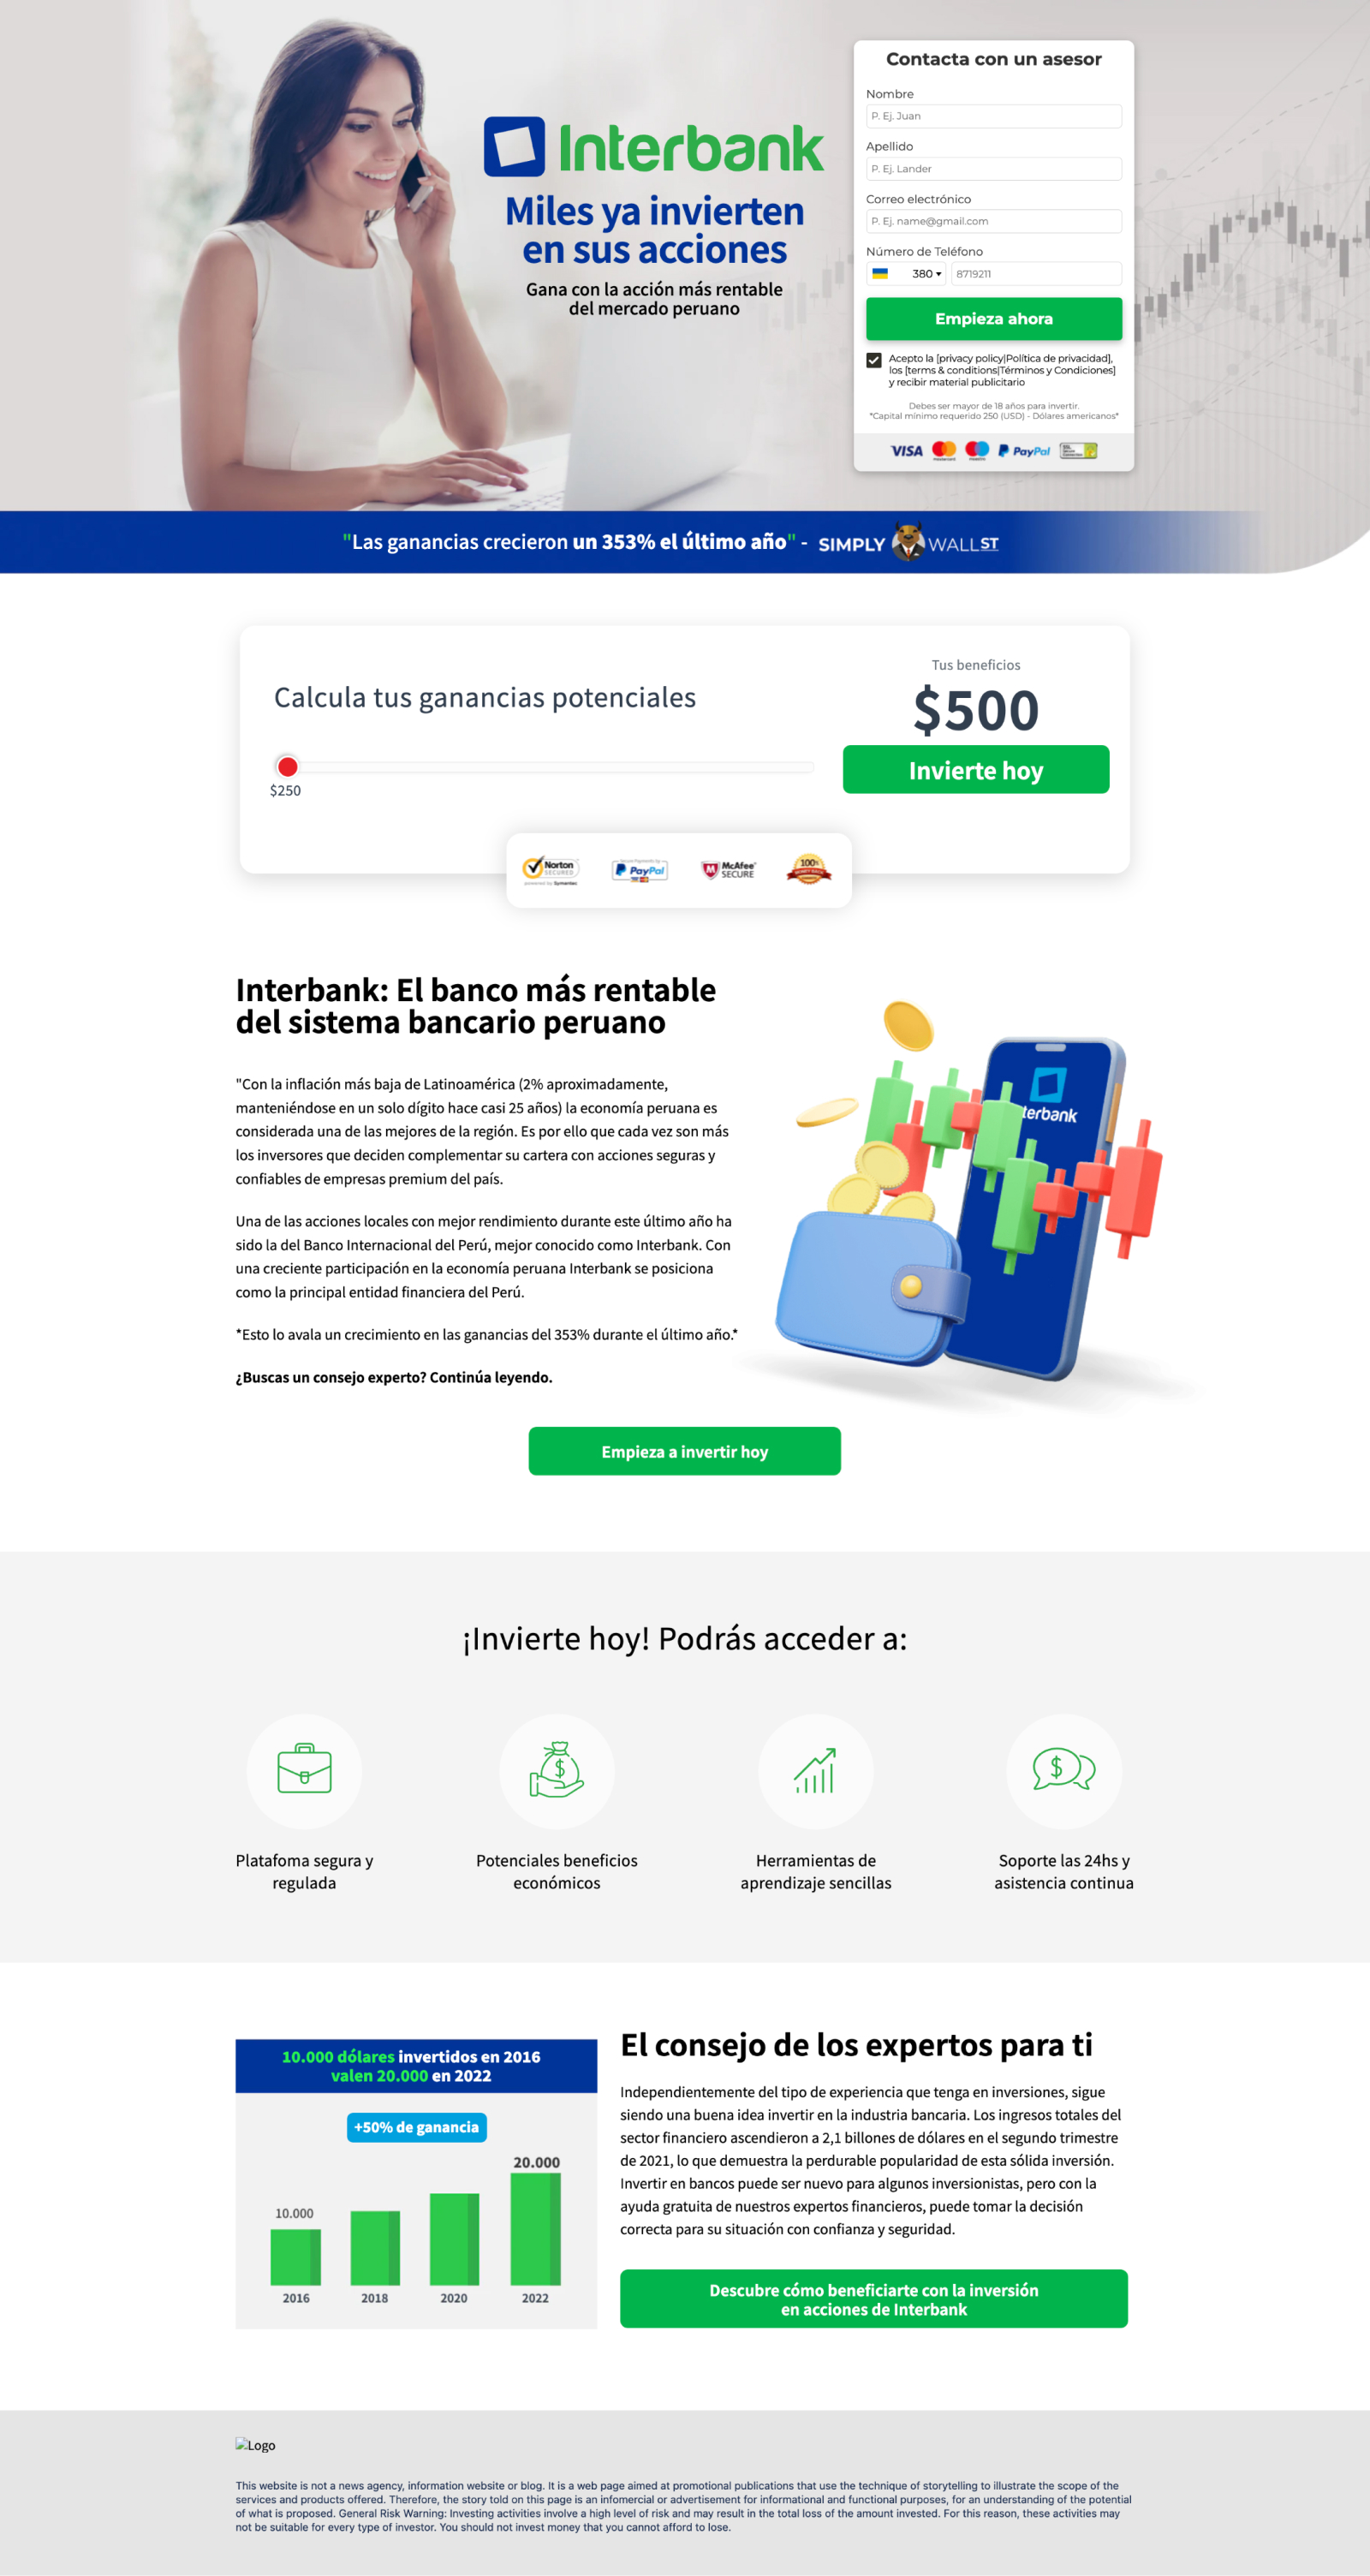 Interbank
Miles ya invierten
en sus acciones
Gana con la acción más rentable
del mercado peruano
Contacta con un asesor
Nombre
P. Ej. Juan
Apellido
P. Ej. Lander
Correo electrónico
P. Ej. name@gmail.com
Número de Teléfono
380 8719211
Empieza ahora
Acepto la [privacy policy|Política de privacidad],
los [terms & conditions|Términos y Condiciones]
y recibir material publicitario
Debes ser mayor de 18 años para invertir.
*Capital mínimo requerido 250 (USD) - Dólares americanos*
VISA PayPal
"Las ganancias crecieron un 353% el último año" - SIMPLY WALL ST
Calcula tus ganancias potenciales
$250
Tus beneficios
$500
Invierte hoy
Norton
SECURED
powered by Symantec
PayPal
McAfee
SECURE
100%
Interbank: El banco más rentable
del sistema bancario peruano
"Con la inflación más baja de Latinoamérica (2% aproximadamente,
manteniéndose en un solo dígito hace casi 25 años) la economía peruana es
considerada una de las mejores de la región. Es por ello que cada vez son más
los inversores que deciden complementar su cartera con acciones seguras y
confiables de empresas premium del país.
Una de las acciones locales con mejor rendimiento durante este último año ha
sido la del Banco Internacional del Perú, mejor conocido como Interbank. Con
una creciente participación en la economía peruana Interbank se posiciona
como la principal entidad financiera del Perú.
*Esto lo avala un crecimiento en las ganancias del 353% durante el último año.*
¿Buscas un consejo experto? Continúa leyendo.
terbank
Empieza a invertir hoy
¡Invierte hoy! Podrás acceder a:
Platafoma segura y
regulada
Potenciales beneficios
económicos
Herramientas de
aprendizaje sencillas
Soporte las 24hs y
asistencia continua
10.000 dólares invertidos en 2016
valen 20.000 en 2022
+50% de ganancia
20.000
10.000
2016 2018 2020 2022
El consejo de los expertos para ti
Independientemente del tipo de experiencia que tenga en inversiones, sigue
siendo una buena idea invertir en la industria bancaria. Los ingresos totales del
sector financiero ascendieron a 2,1 billones de dólares en el segundo trimestre
de 2021, lo que demuestra la perdurable popularidad de esta sólida inversión.
Invertir en bancos puede ser nuevo para algunos inversionistas, pero con la
ayuda gratuita de nuestros expertos financieros, puede tomar la decisión
correcta para su situación con confianza y seguridad.
Descubre cómo beneficiarte con la inversión
en acciones de Interbank
Logo
This website is not a news agency, information website or blog. It is a web page aimed at promotional publications that use the technique of storytelling to illustrate the scope of the
services and products offered. Therefore, the story told on this page is an infomercial or advertisement for informational and functional purposes, for an understanding of the potential
of what is proposed. General Risk Warning: Investing activities involve a high level of risk and may result in the total loss of the amount invested. For this reason, these activities may
not be suitable for every type of investor. You should not invest money that you cannot afford to lose.